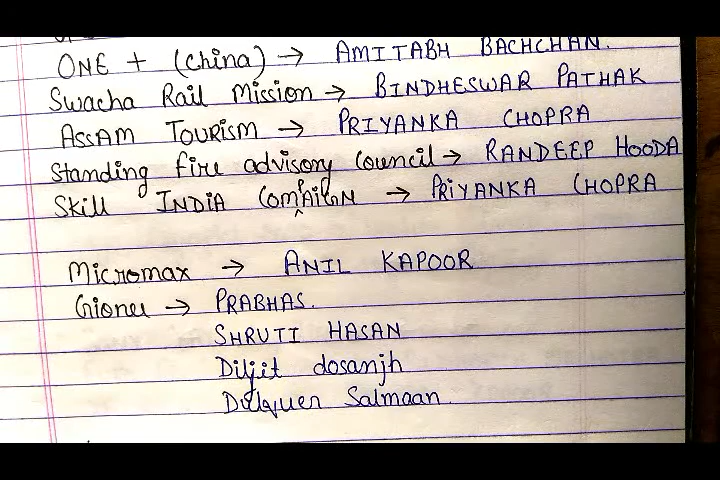 ONE + (China) → AMITABH BACHCHAN.
Swacha Rail Mission → BINDHESWAR PATHAK
ASSAM TOURISM → PRIYANKA CHOPRA
Standing fire advisory Council → RANDEEP HOODA
Skill INDIA ComPAIGN → PRIYANKA CHOPRA
Micromax → ANIL KAPOOR
Gionee → PRABHAS.
SHRUTI HASAN
Diljit dosanjh
Dulquer Salmaan